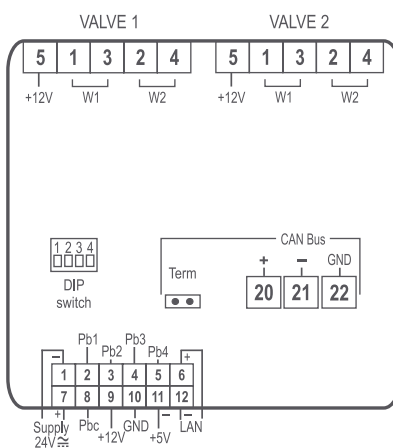 VALVE 1 VALVE 2
5 1 3 2 4 5 1 3 2 4
+12V W1 W2 +12V W1 W2
CAN Bus
1 2 3 4 Term + − GND
DIP 20 21 22
switch
Pb1 Pb2 Pb3 Pb4
− +
1 2 3 4 5 6
7 8 9 10 11 12
+ − −
Supply Pbc +12V GND +5V LAN
24V